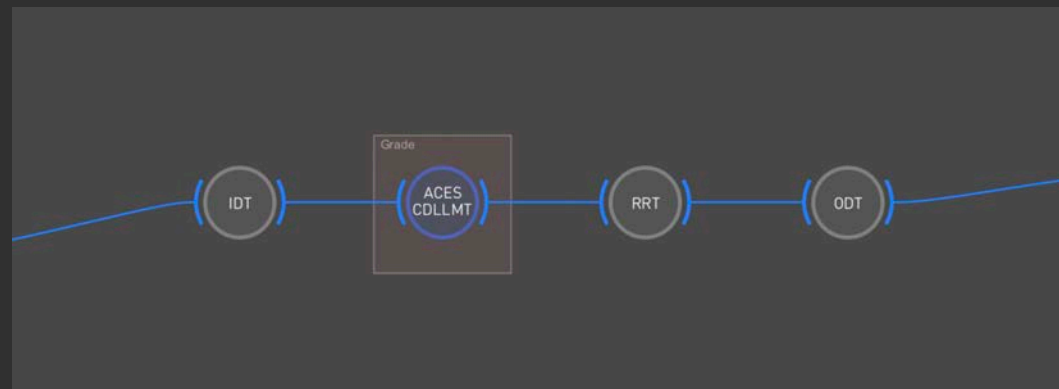 Grade
IDT
ACES
CDLLMT
RRT
ODT